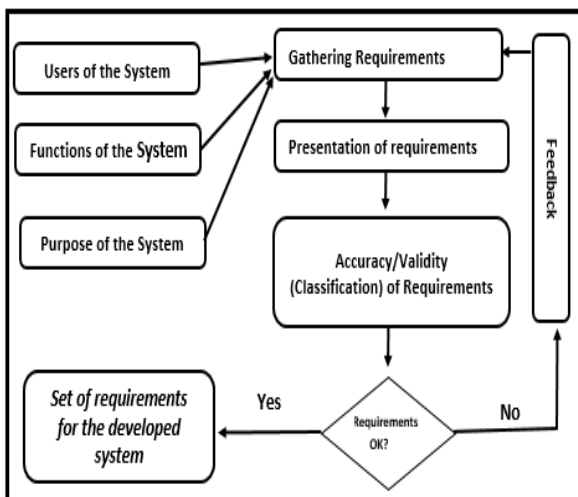 Users of the System
Gathering Requirements
Functions of the System
Presentation of requirements
Feedback
Purpose of the System
Accuracy/Validity
(Classification) of Requirements
Set of requirements
for the developed
system
Yes
Requirements
OK?
No